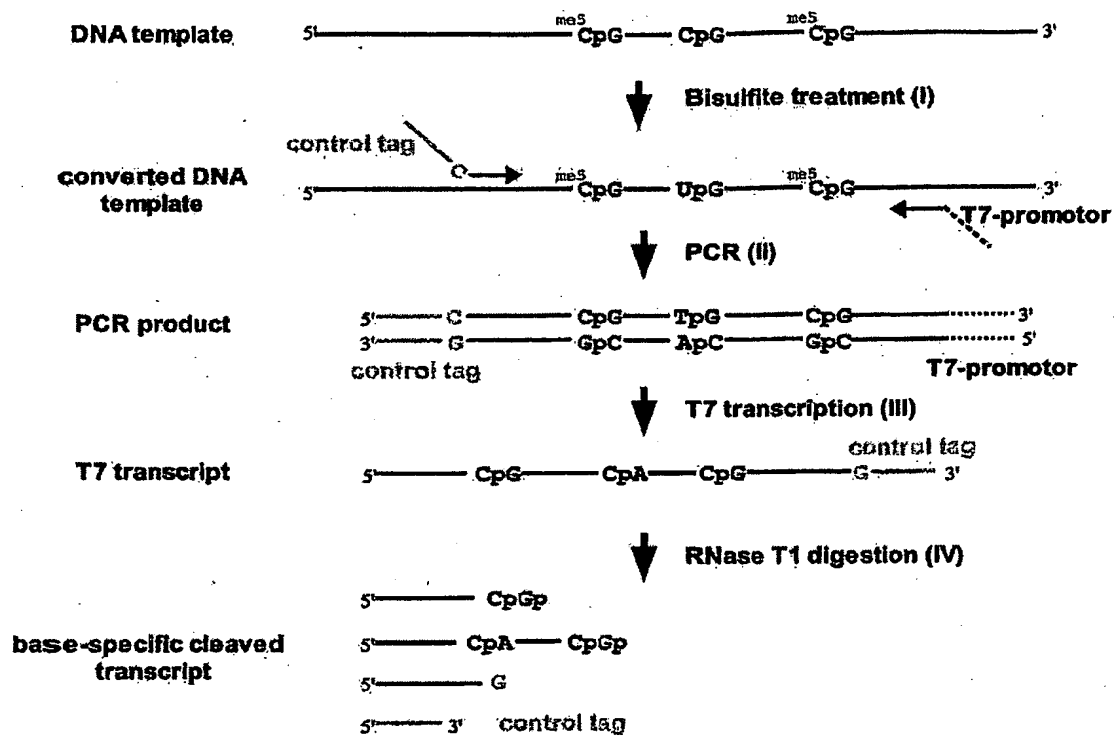 DNA template 5' me5 CpG CpG me5 CpG 3'
Bisulfite treatment (I)
control tag
C
converted DNA
template
5' me5 CpG UpG me5 CpG 3'
T7-promotor
PCR (II)
PCR product
5' C CpG TpG CpG 3'
3' G GpC ApC GpC 5'
control tag T7-promotor
T7 transcription (III)
control tag
T7 transcript 5' CpG CpA CpG G 3'
RNase T1 digestion (IV)
5' CpGp
base-specific cleaved
transcript
5' CpA CpGp
5' G
5' 3' control tag